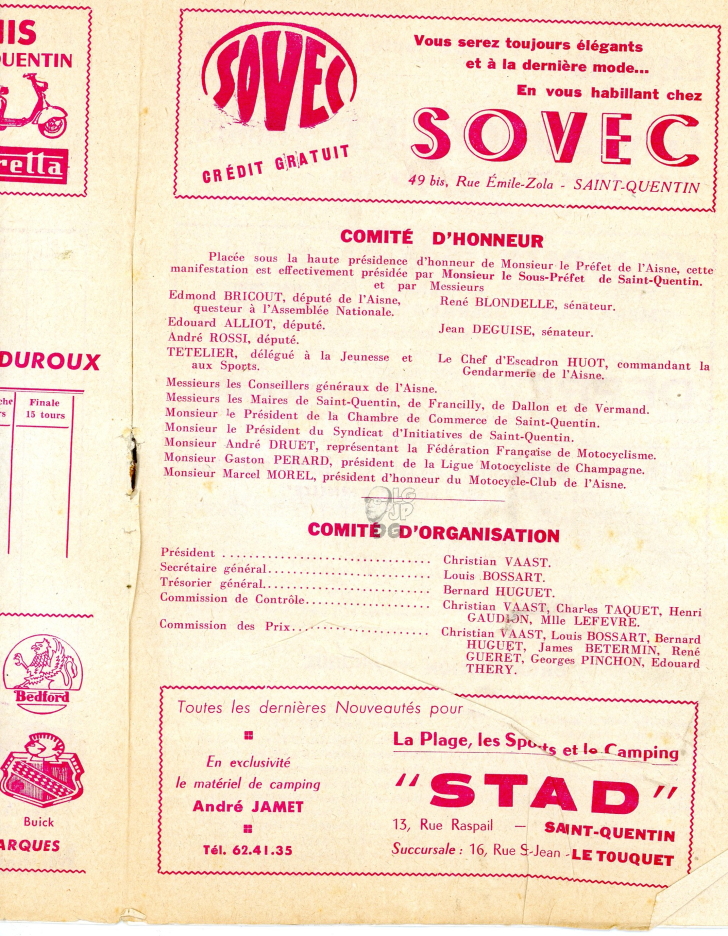 NIS
QUENTIN
retta
DUROUX
che
rs
Finale
15 tours
Bedford
Buick
ARQUES
SOVEC
CRÉDIT GRATUIT
Vous serez toujours élégants
et à la dernière mode...
En vous habillant chez
SOVEC
49 bis, Rue Émile-Zola - SAINT-QUENTIN
COMITÉ D'HONNEUR
Placée sous la haute présidence d'honneur de Monsieur le Préfet de l'Aisne, cette
manifestation est effectivement présidée par Monsieur le Sous-Préfet de Saint-Quentin.
et par Messieurs
Edmond BRICOUT, député de l'Aisne,
questeur à l'Assemblée Nationale.
René BLONDELLE, sénateur.
Edouard ALLIOT, député.
Jean DEGUISE, sénateur.
André ROSSI, député.
TETELIER, délégué à la Jeunesse et
aux Sports.
Le Chef d'Escadron HUOT, commandant la
Gendarmerie de l'Aisne.
Messieurs les Conseillers généraux de l'Aisne.
Messieurs les Maires de Saint-Quentin, de Francilly, de Dallon et de Vermand.
Monsieur le Président de la Chambre de Commerce de Saint-Quentin.
Monsieur le Président du Syndicat d'Initiatives de Saint-Quentin.
Monsieur André DRUET, représentant la Fédération Française de Motocyclisme.
Monsieur Gaston PERARD, président de la Ligue Motocycliste de Champagne.
Monsieur Marcel MOREL, président d'honneur du Motocycle-Club de l'Aisne.
COMITÉ D'ORGANISATION
Président .............................. Christian VAAST.
Secrétaire général....................... Louis BOSSART.
Trésorier général........................ Bernard HUGUET.
Commission de Contrôle.................. Christian VAAST, Charles TAQUET, Henri
GAUDION, Mlle LEFEVRE.
Commission des Prix.................... Christian VAAST, Louis BOSSART, Bernard
HUGUET, James BETERMIN, René
GUERET, Georges PINCHON, Edouard
THERY.
Toutes les dernières Nouveautés pour
La Plage, les Sports et le Camping
En exclusivité
le matériel de camping
André JAMET
Tél. 62.41.35
"STAD"
13, Rue Raspail — SAINT-QUENTIN
Succursale : 16, Rue St-Jean - LE TOUQUET